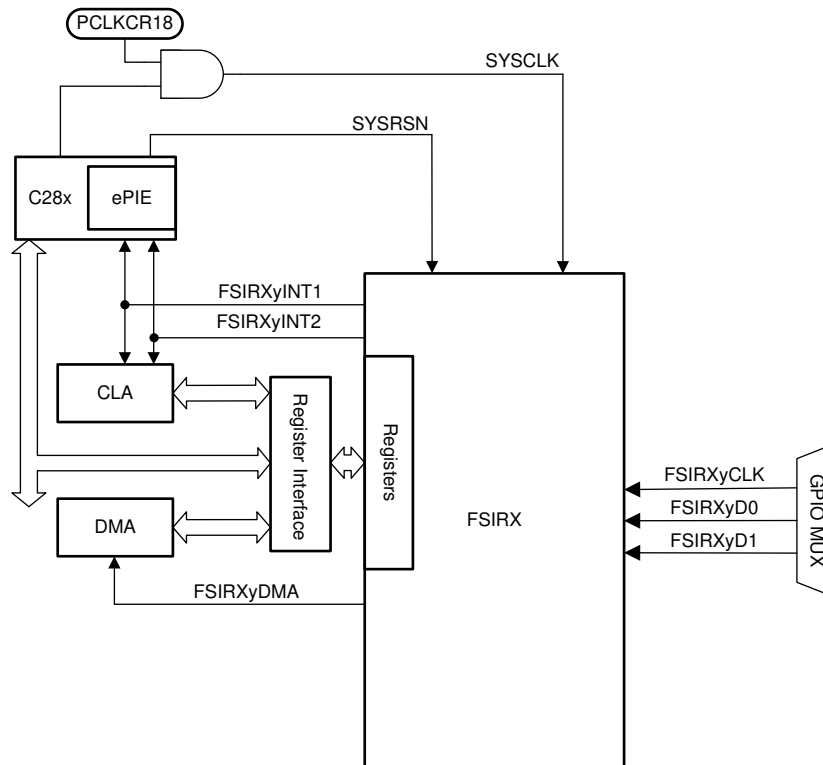 PCLKCR18
SYSCLK
SYSRSN
C28x
ePIE
FSIRXyINT1
FSIRXyINT2
CLA
Register Interface
Registers
FSIRX
FSIRXyCLK
FSIRXyD0
FSIRXyD1
GPIO MUX
DMA
FSIRXyDMA